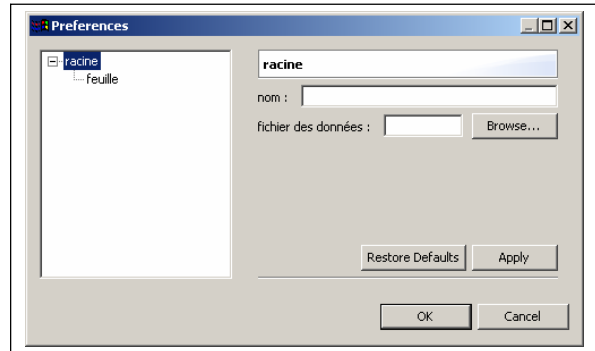 Preferences
racine
feuille
racine
nom :
fichier des données :
Browse...
Restore Defaults
Apply
OK
Cancel